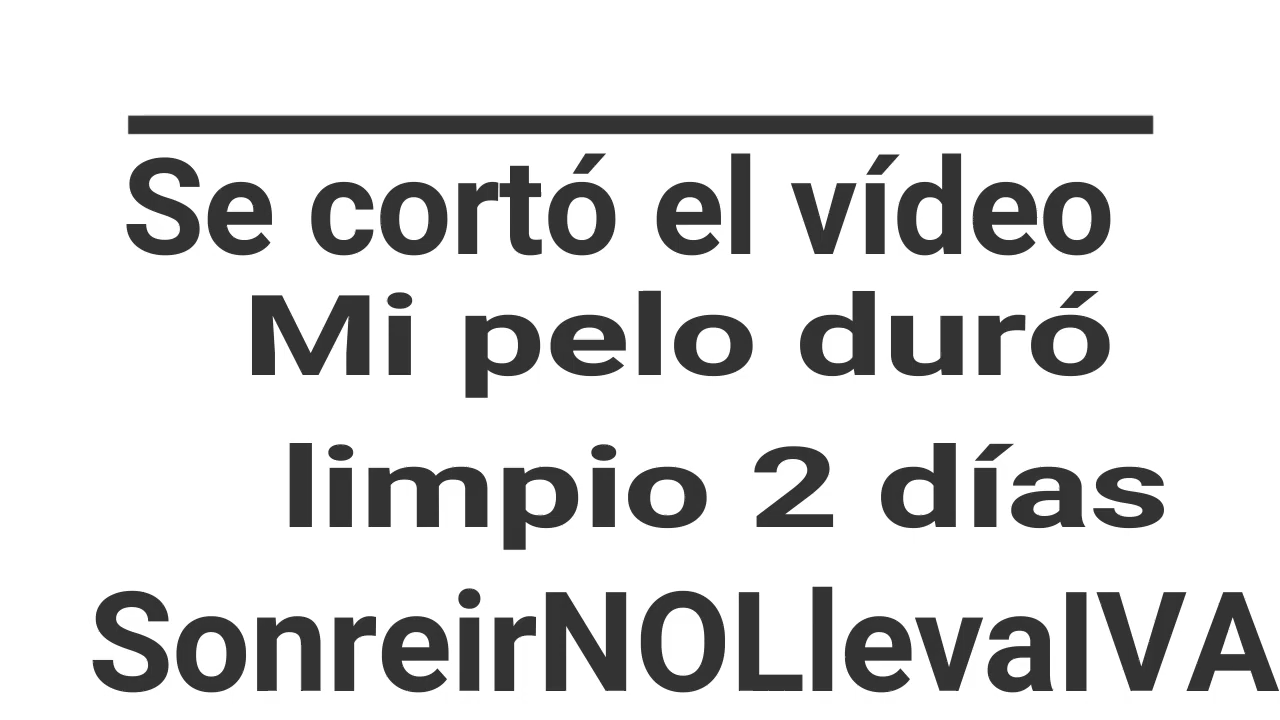 Se cortó el vídeo
Mi pelo duró
limpio 2 días
SonreirNOLlevaIVA